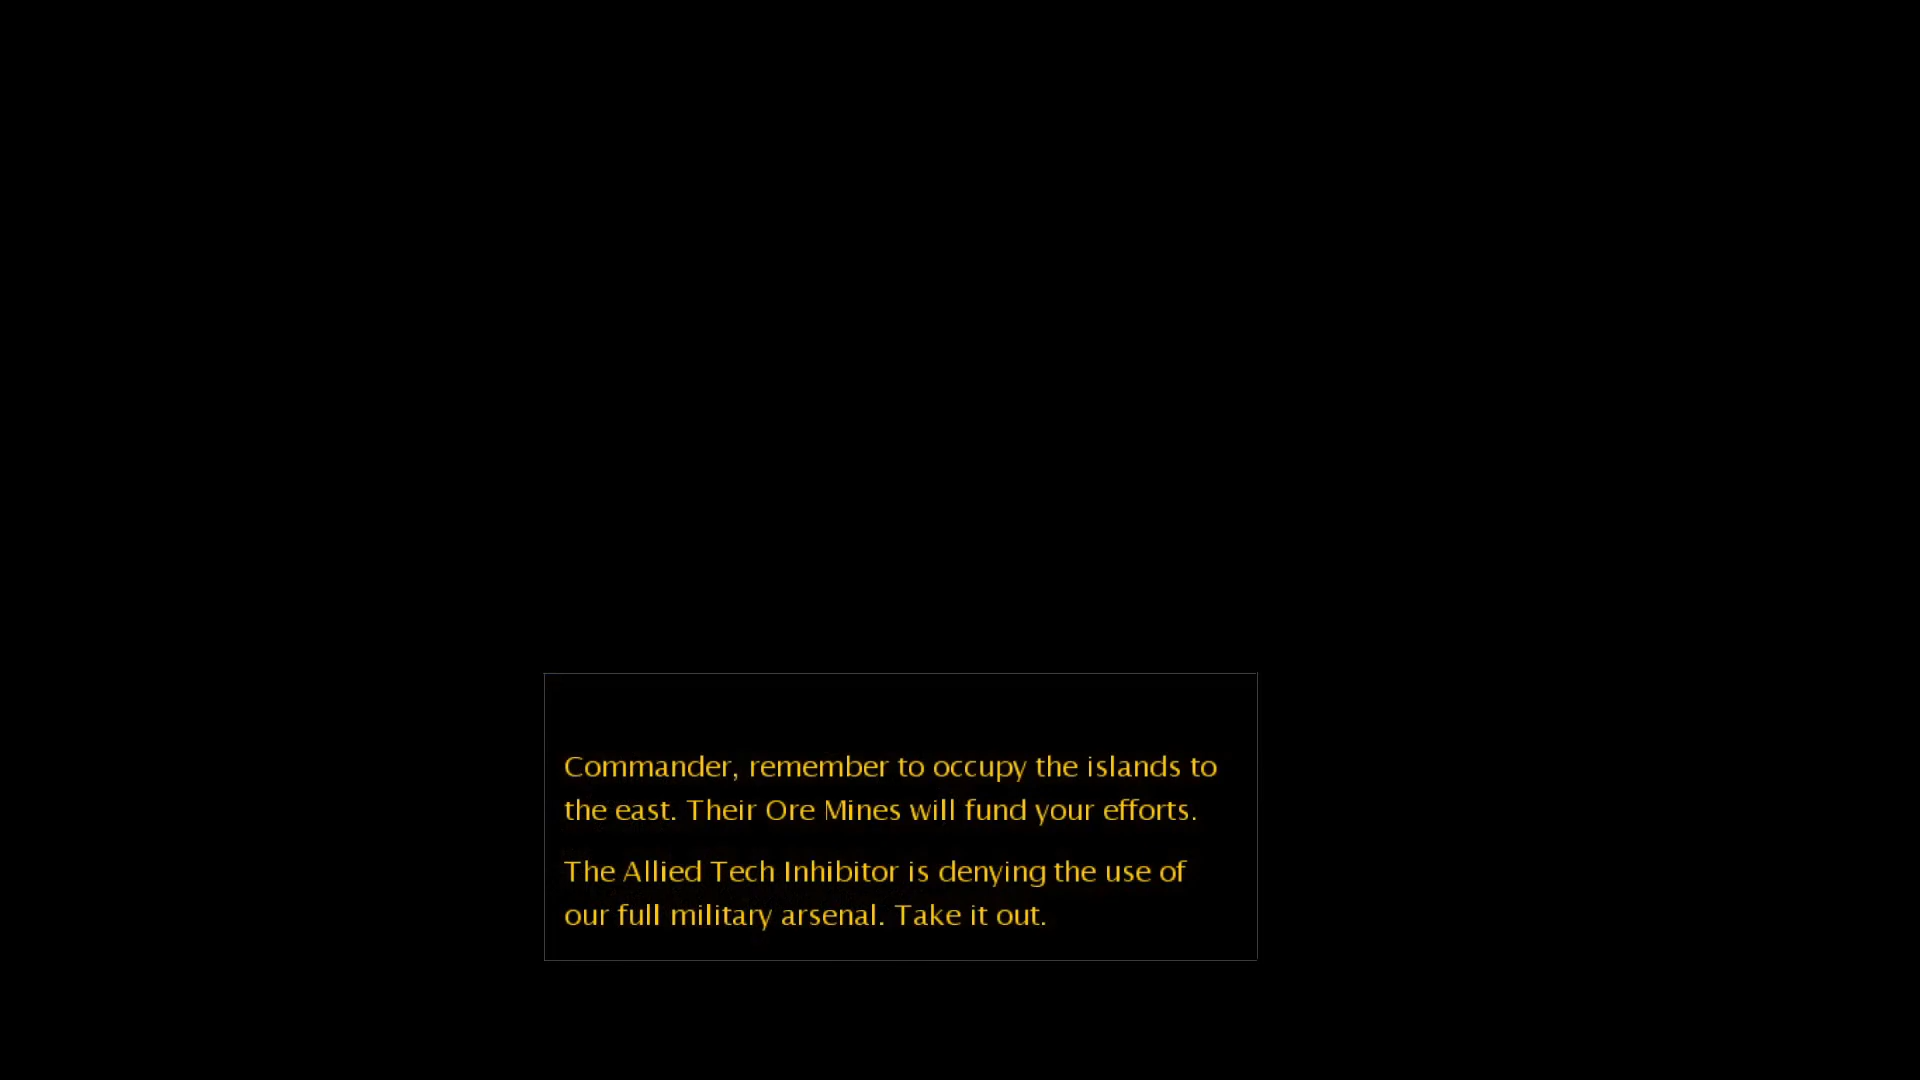 Commander, remember to occupy the islands to
the east. Their Ore Mines will fund your efforts.
The Allied Tech Inhibitor is denying the use of
our full military arsenal. Take it out.